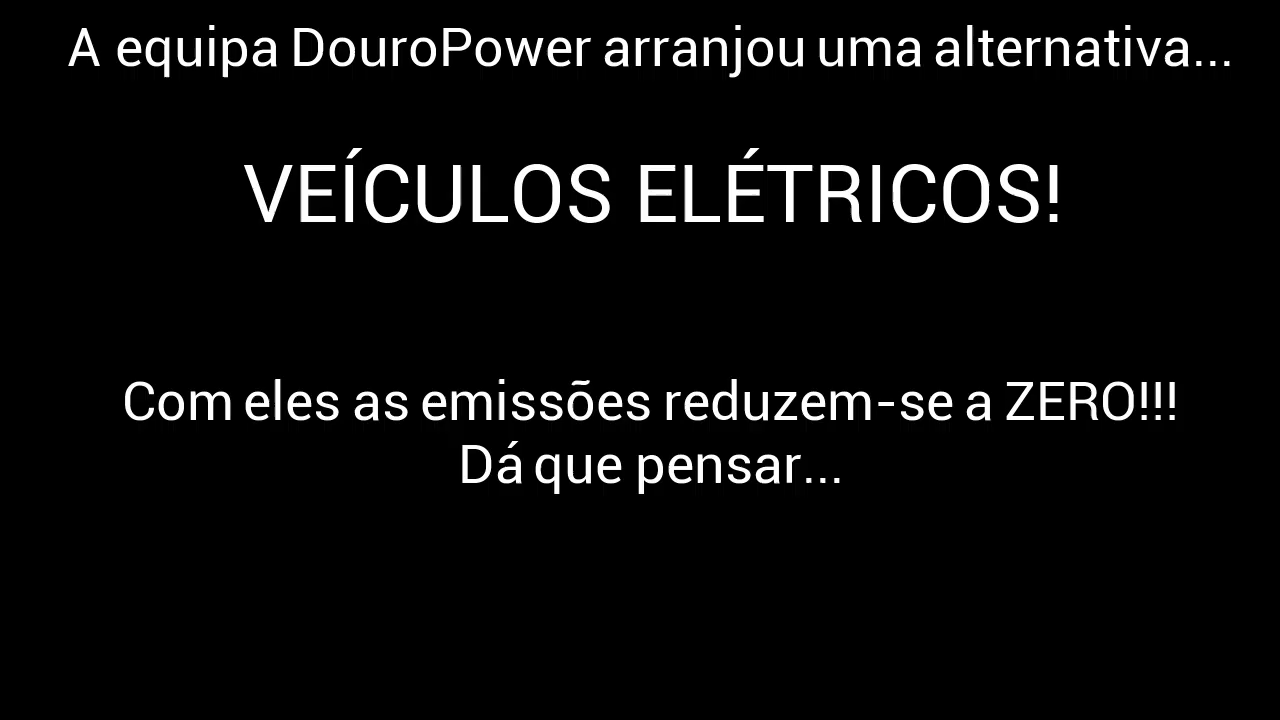 A equipa DouroPower arranjou uma alternativa...
VEÍCULOS ELÉTRICOS!
Com eles as emissões reduzem-se a ZERO!!!
Dá que pensar...